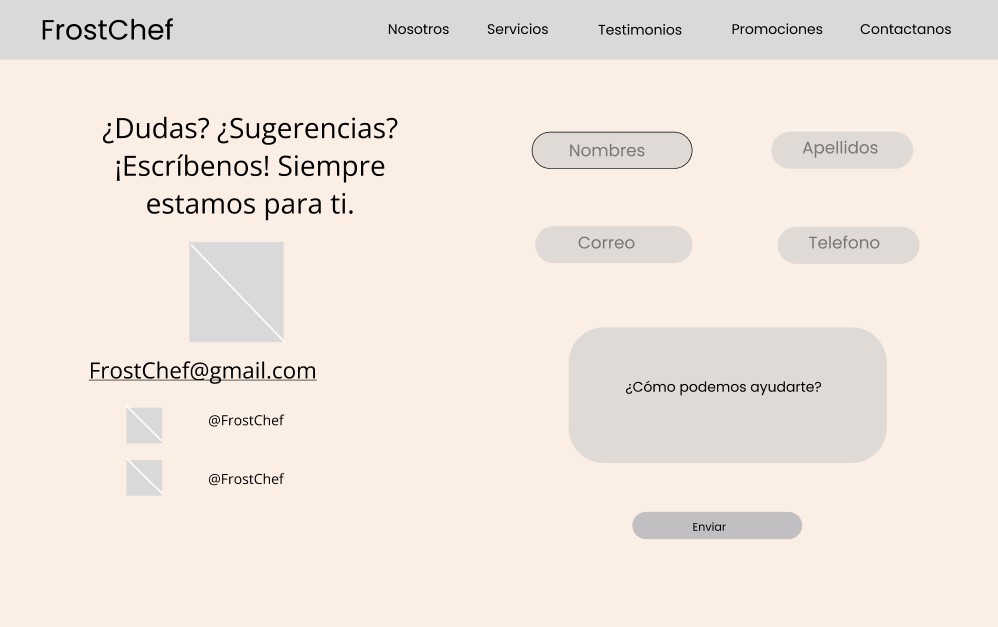 FrostChef
Nosotros
Servicios
Testimonios
Promociones
Contactanos
¿Dudas? ¿Sugerencias?
¡Escríbenos! Siempre
estamos para ti.
FrostChef@gmail.com
@FrostChef
@FrostChef
Nombres
Apellidos
Correo
Telefono
¿Cómo podemos ayudarte?
Enviar